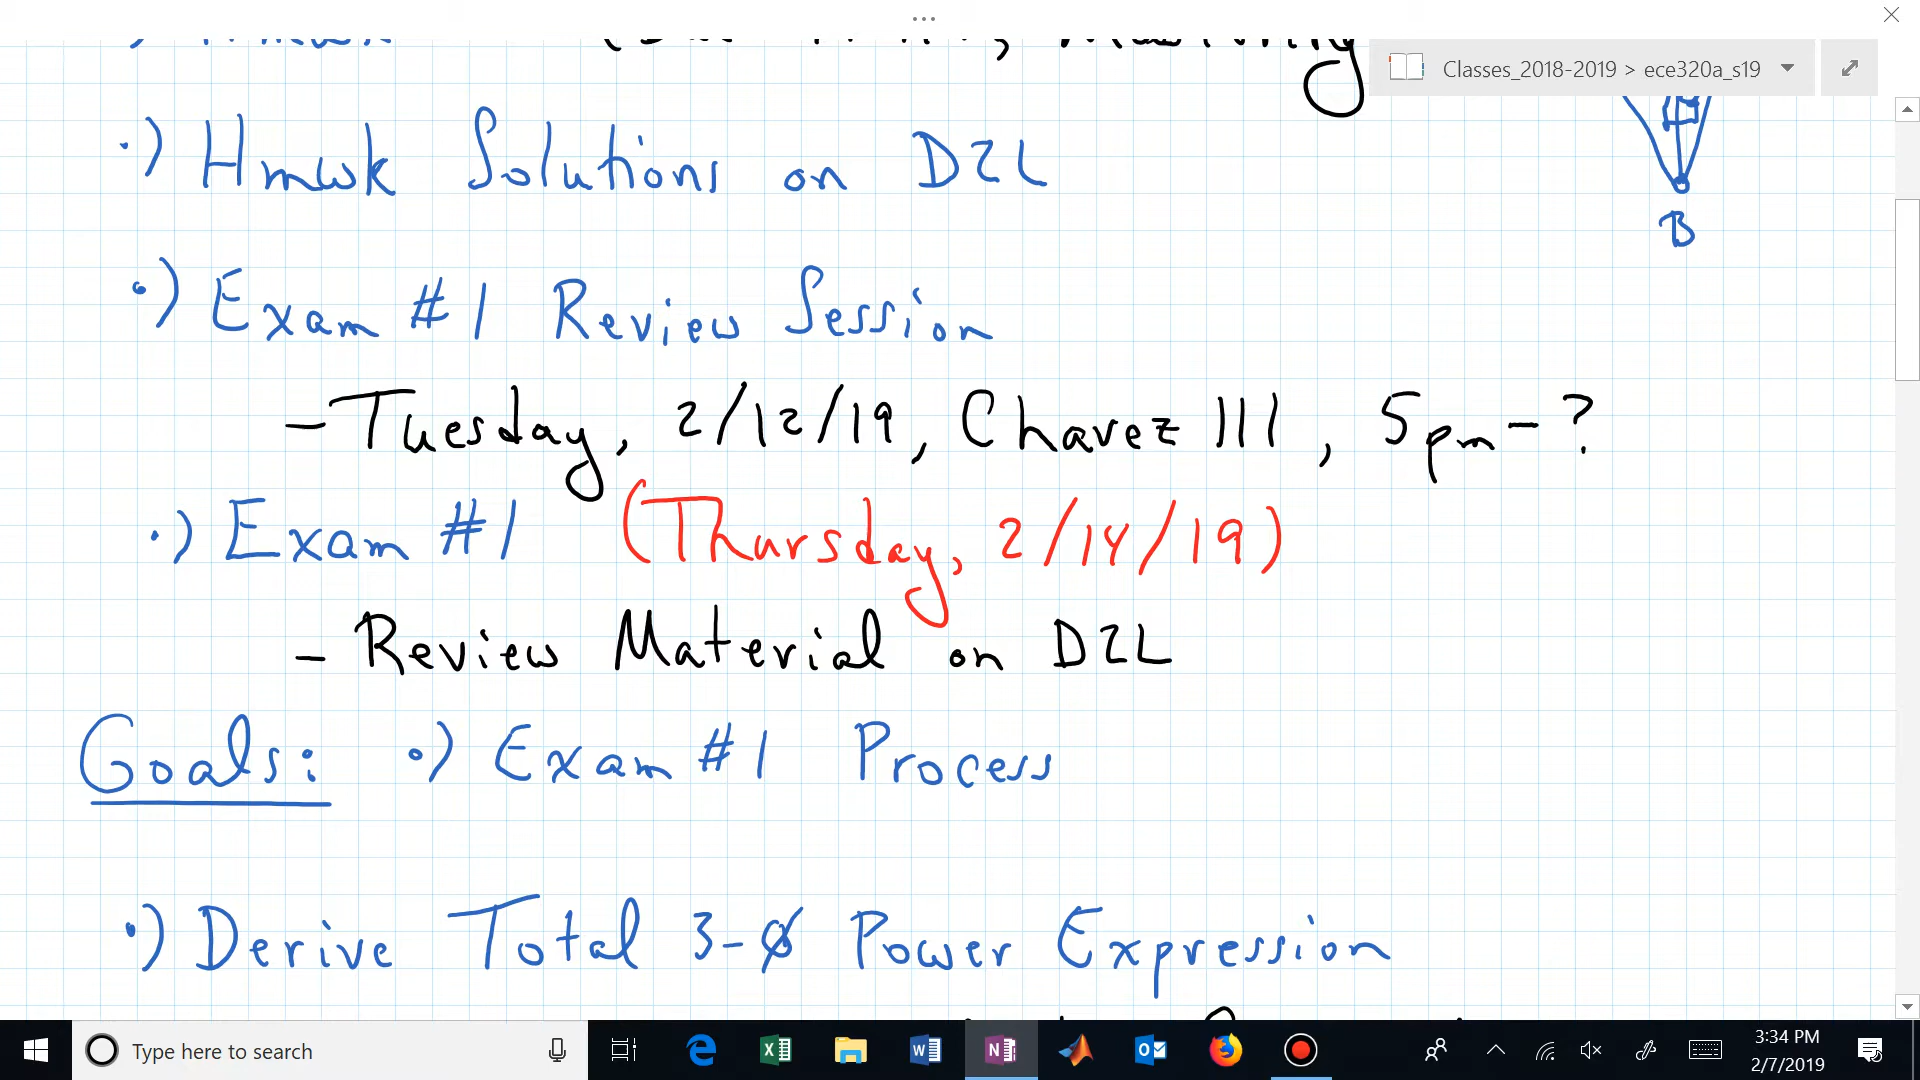 Classes_2018-2019 > ece320a_s19
·) Hmwk Solutions on D2L
B
·) Exam #1 Review Session
- Tuesday, 2/12/19, Chavez 111, 5pm - ?
·) Exam #1 (Thursday, 2/14/19)
- Review Material on D2L
Goals: ·) Exam #1 Process
·) Derive Total 3-Ø Power Expression
Type here to search
3:34 PM
2/7/2019